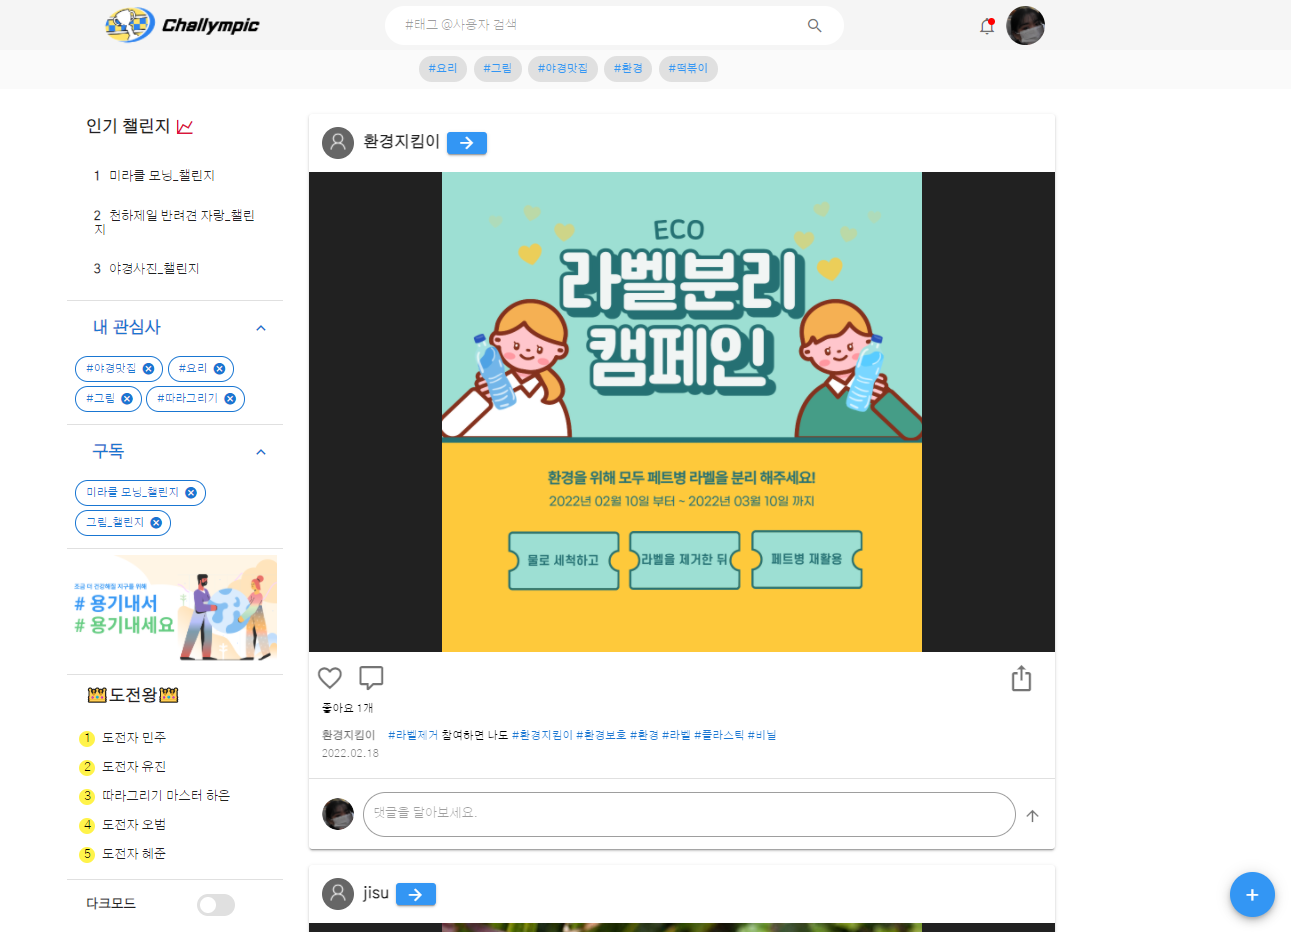 Challympic
#태그 @사용자 검색
#요리 #그림 #야경맛집 #환경 #떡볶이
인기 챌린지
1 미라클 모닝_챌린지
2 천하제일 반려견 자랑_챌린
지
3 야경사진_챌린지
내 관심사
#야경맛집 #요리
#그림 #따라그리기
구독
미라클 모닝_챌린지
그림_챌린지
조금 더 건강해질 지구를 위해
# 용기내서
# 용기내세요
도전왕
1 도전자 민주
2 도전자 유진
3 따라그리기 마스터 하은
4 도전자 오범
5 도전자 혜준
다크모드
환경지킴이
ECO
라벨분리
캠페인
환경을 위해 모두 페트병 라벨을 분리 해주세요!
2022년 02월 10일 부터 ~ 2022년 03월 10일 까지
물로 세척하고 라벨을 제거한 뒤 페트병 재활용
좋아요 1개
환경지킴이 #라벨제거 참여하면 나도 #환경지킴이 #환경보호 #환경 #라벨 #플라스틱 #비닐
2022.02.18
댓글을 달아보세요.
jisu